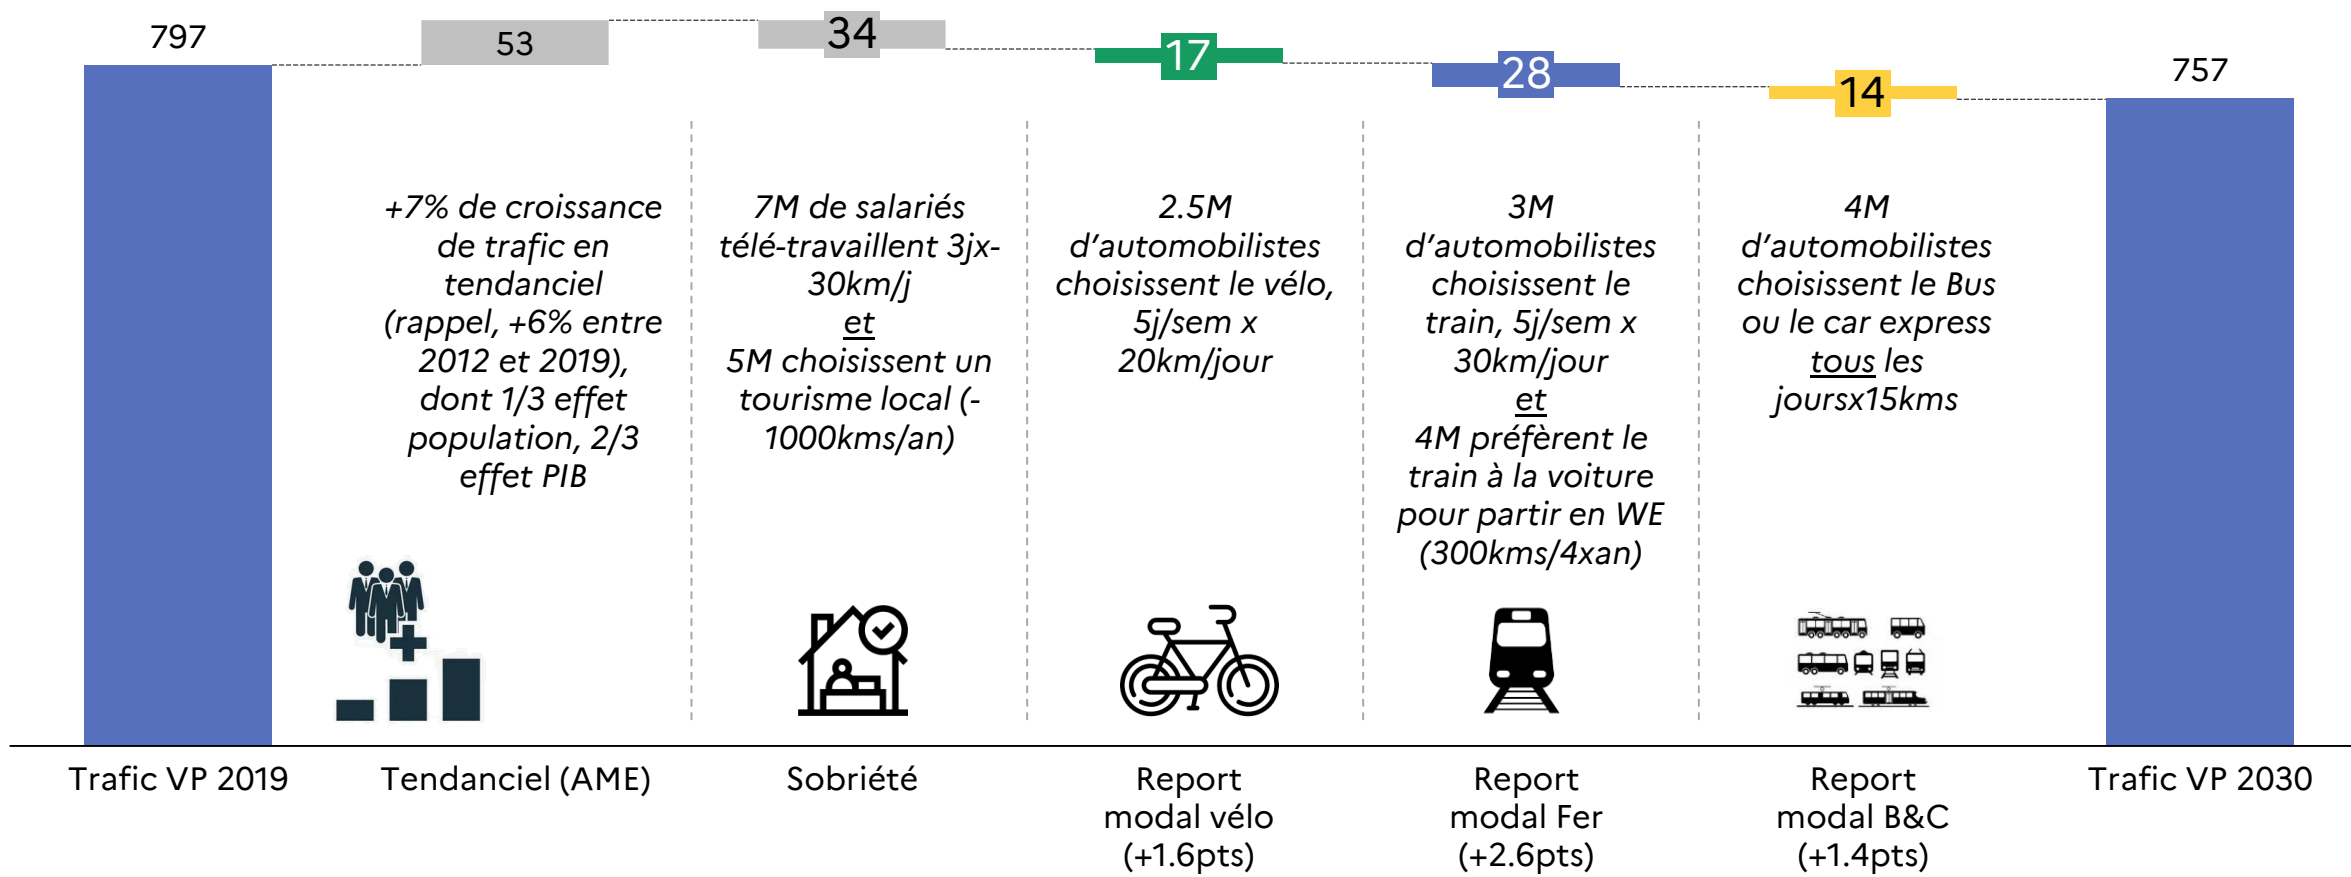 797
53
34
17
28
14
757
+7% de croissance
de trafic en
tendanciel
(rappel, +6% entre
2012 et 2019),
dont 1/3 effet
population, 2/3
effet PIB
7M de salariés
télé-travaillent 3jx-
30km/j
et
5M choisissent un
tourisme local (-
1000kms/an)
2.5M
d’automobilistes
choisissent le vélo,
5j/sem x
20km/jour
3M
d’automobilistes
choisissent le
train, 5j/sem x
30km/jour
et
4M préfèrent le
train à la voiture
pour partir en WE
(300kms/4xan)
4M
d’automobilistes
choisissent le Bus
ou le car express
tous les
joursx15kms
Trafic VP 2019
Tendanciel (AME)
Sobriété
Report
modal vélo
(+1.6pts)
Report
modal Fer
(+2.6pts)
Report
modal B&C
(+1.4pts)
Trafic VP 2030